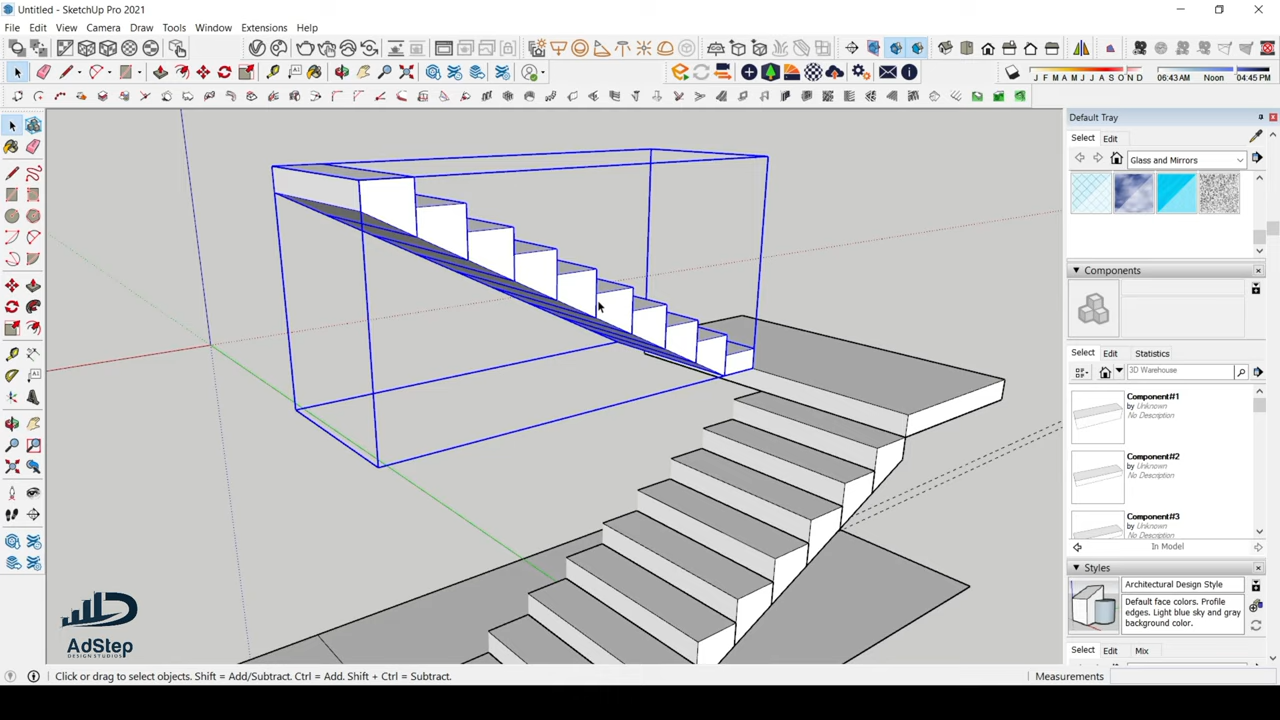 Untitled - SketchUp Pro 2021
File Edit View Camera Draw Tools Window Extensions Help
J F M A M J J A S O N D 06:43 AM Noon 04:45 PM
Default Tray
Select Edit
Glass and Mirrors
Components
Select Edit Statistics
3D Warehouse
Component#1
by Unknown
No Description
Component#2
by Unknown
No Description
Component#3
by Unknown
No Description
In Model
Styles
Architectural Design Style
Default face colors. Profile
edges. Light blue sky and gray
background color.
Select Edit Mix
AdStep
DESIGN STUDIOS
Click or drag to select objects. Shift = Add/Subtract. Ctrl = Add. Shift + Ctrl = Subtract.
Measurements